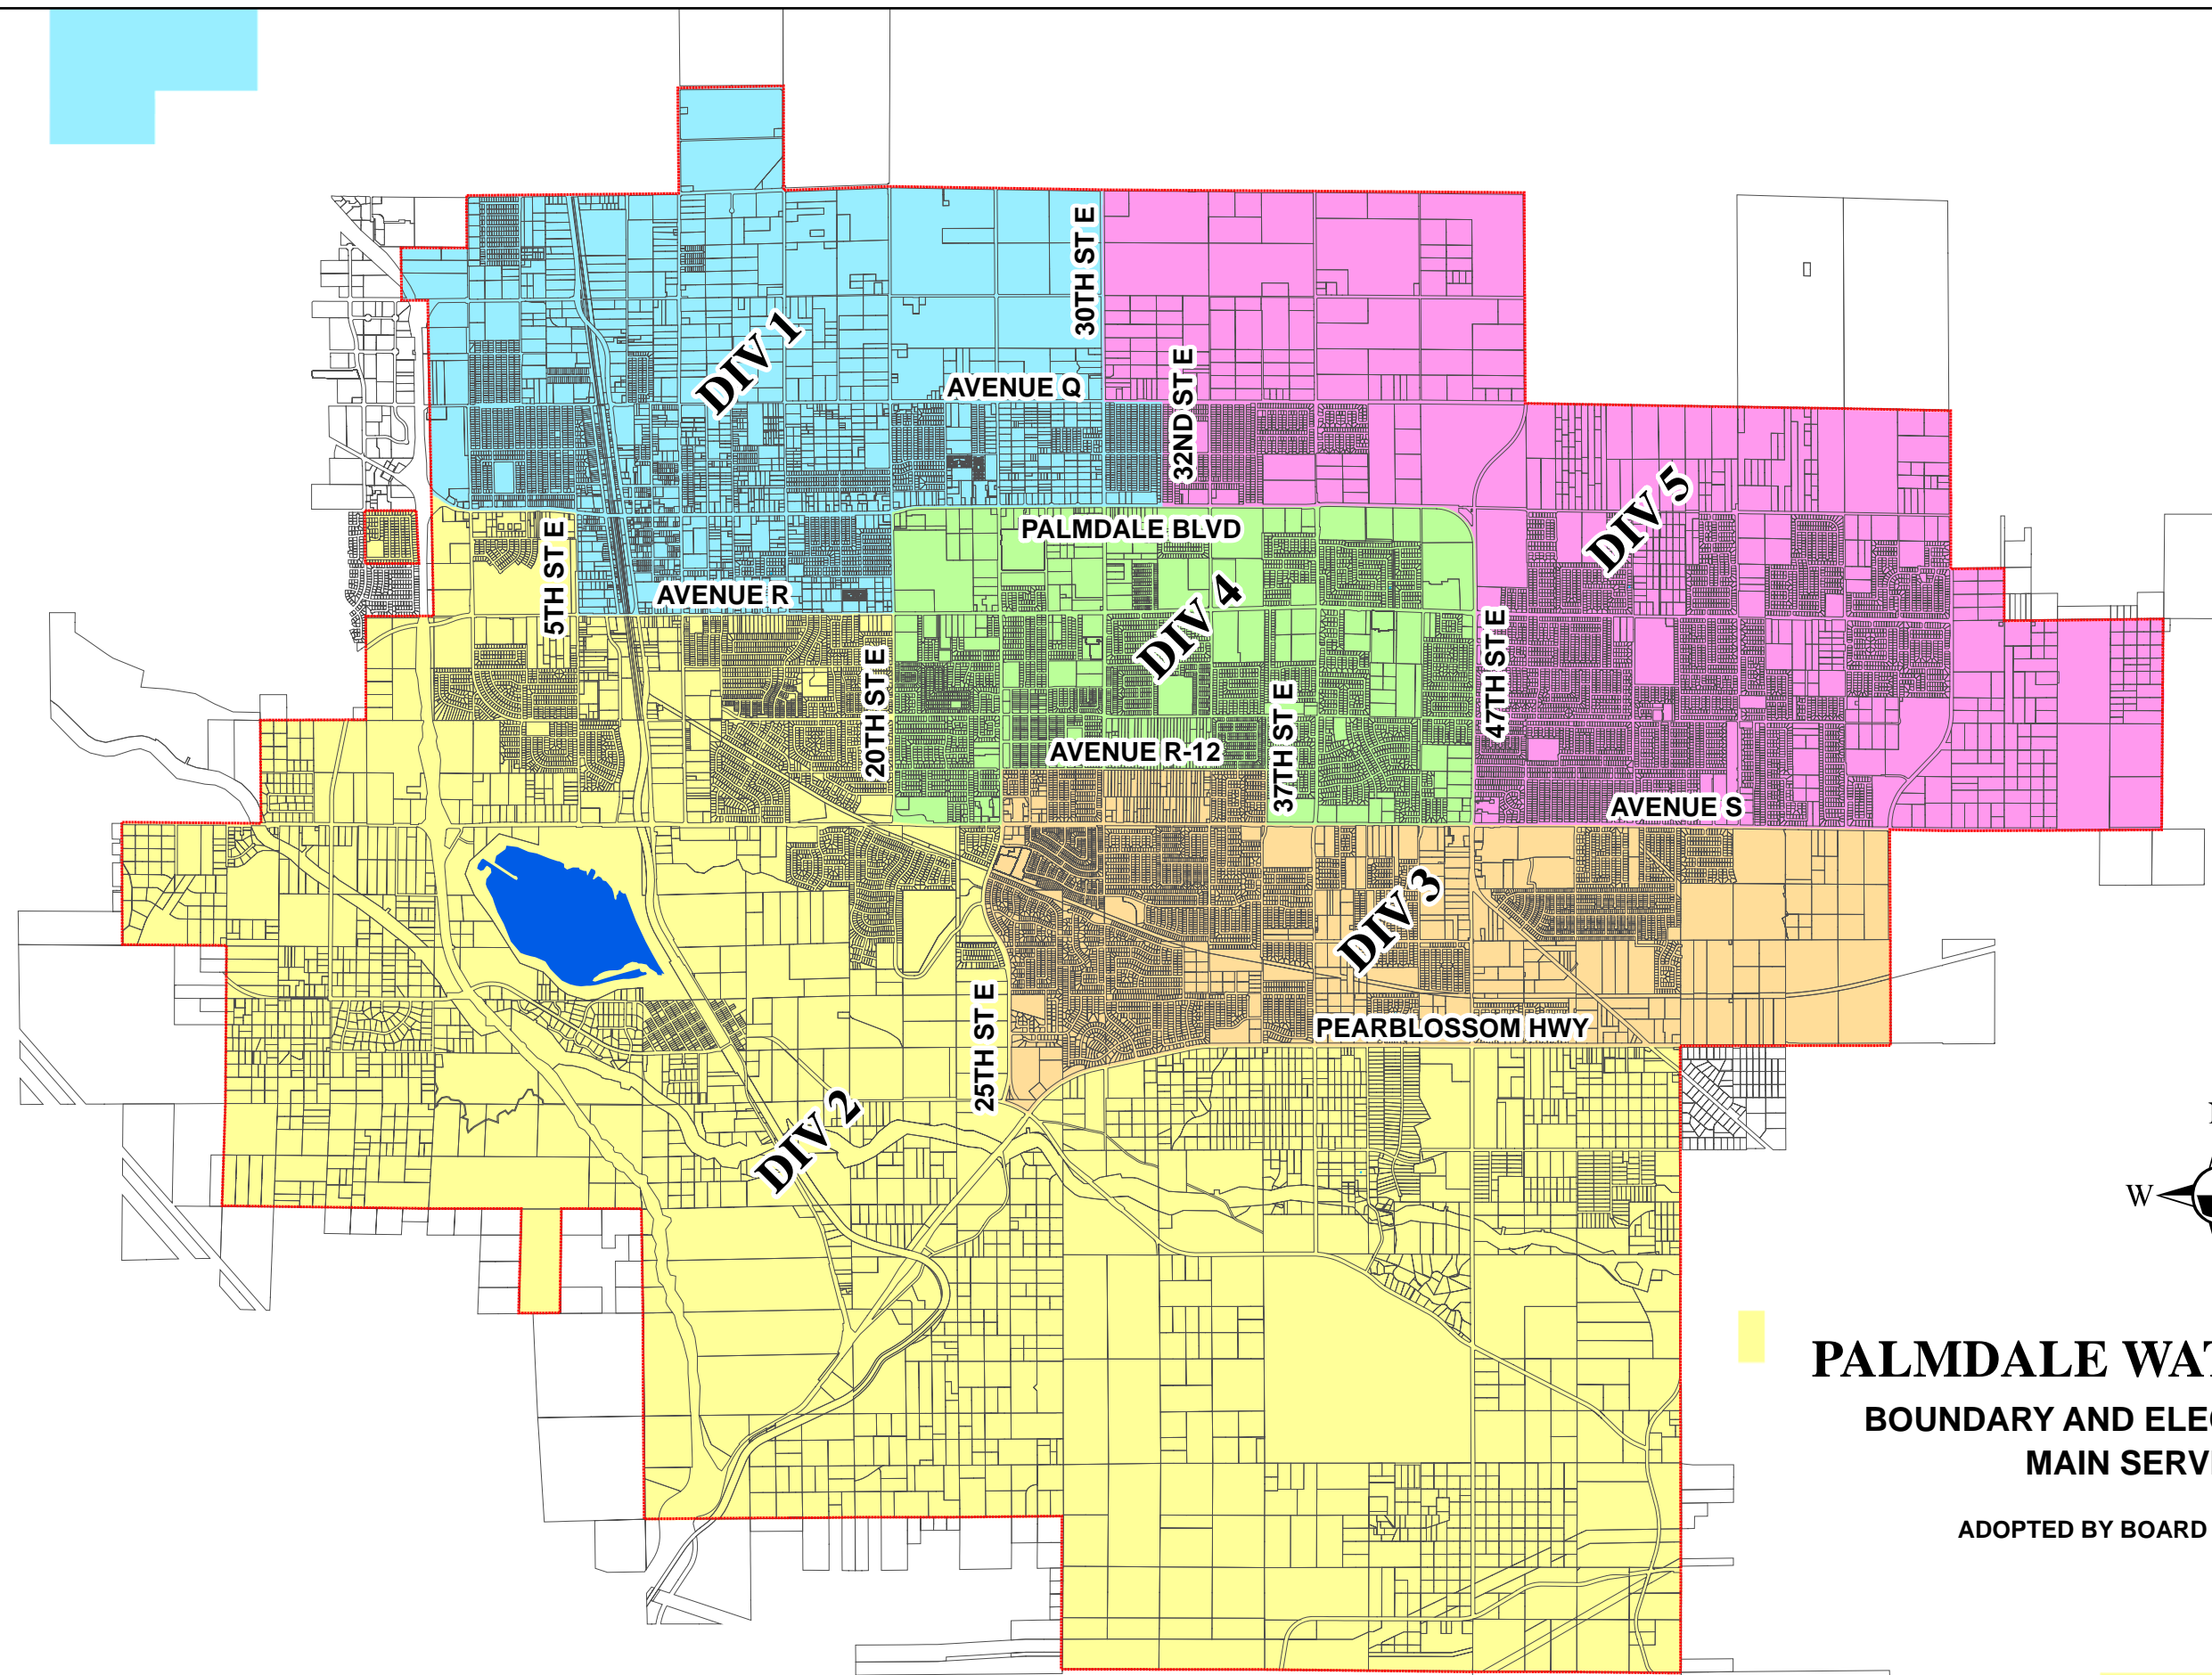 30TH ST E
DIV 1
AVENUE Q
32ND ST E
DIV 5
PALMDALE BLVD
5TH ST E
AVENUE R
DIV 4
20TH ST E
47TH ST E
37TH ST E
AVENUE R-12
AVENUE S
DIV 3
25TH ST E
PEARBLOSSOM HWY
DIV 2
W
PALMDALE WAT
BOUNDARY AND ELEC
MAIN SERV
ADOPTED BY BOARD